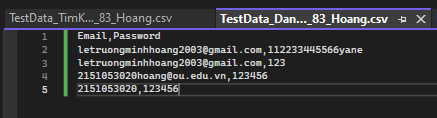 TestData_TimK..._83_Hoang.csv
TestData_Dan..._83_Hoang.csv
1 Email,Password
2 letruongminhhoang2003@gmail.com,112233445566yane
3 letruongminhhoang2003@gmail.com,123
4 2151053020hoang@ou.edu.vn,123456
5 2151053020,123456